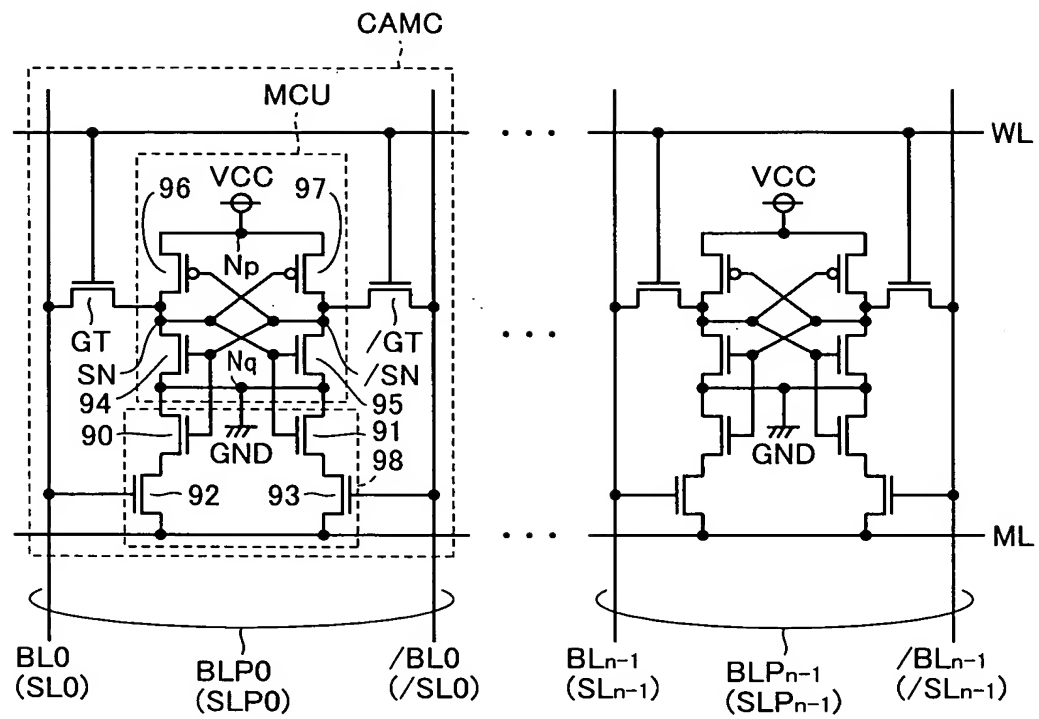 CAMC
MCU
. . .
WL
VCC
VCC
96
97
Np
GT
/GT
. . .
SN
/SN
94
Nq
95
90
91
GND
GND
98
92
93
. . .
ML
BL0
(SL0)
BLP0
(SLP0)
/BL0
(/SL0)
BLn-1
(SLn-1)
BLPn-1
(SLPn-1)
/BLn-1
(/SLn-1)